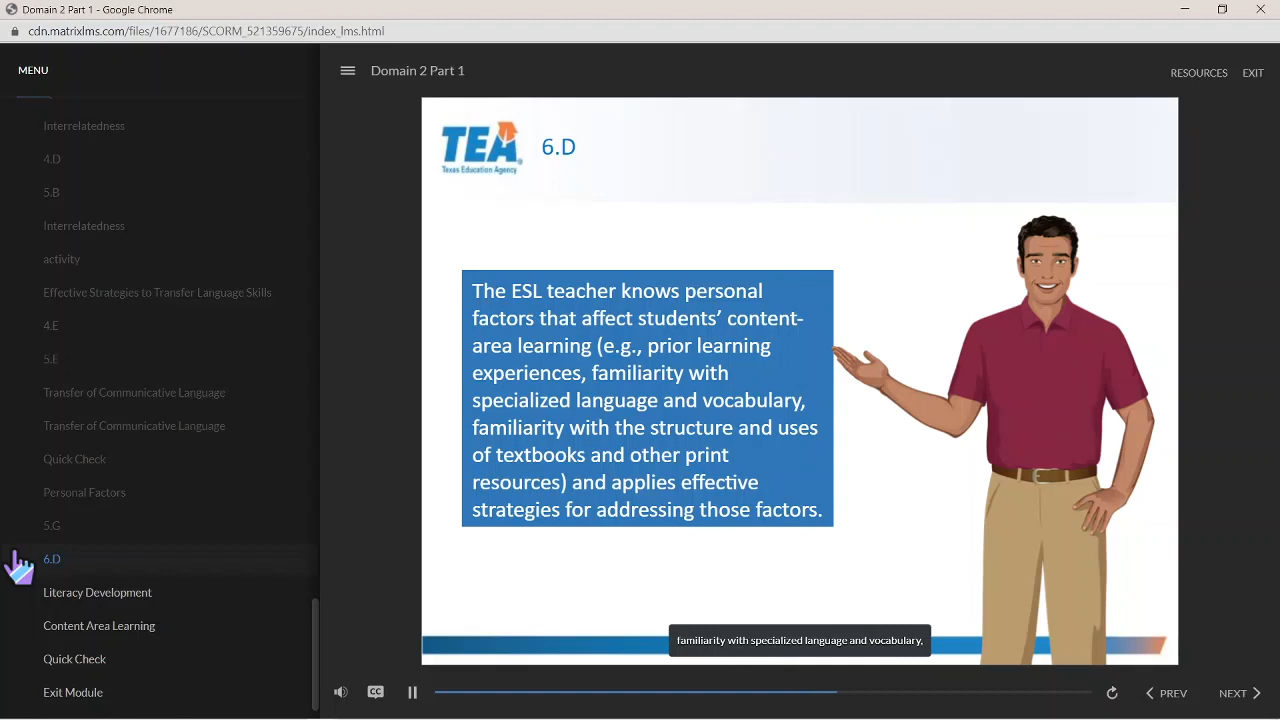 Domain 2 Part 1 - Google Chrome
cdn.matrixlms.com/files/1677186/SCORM_521359675/index_lms.html
MENU
Interrelatedness
4.D
5.B
Interrelatedness
activity
Effective Strategies to Transfer Language Skills
4.E
5.E
Transfer of Communicative Language
Transfer of Communicative Language
Quick Check
Personal Factors
5.G
6.D
Literacy Development
Content Area Learning
Quick Check
Exit Module
Domain 2 Part 1
RESOURCES
EXIT
TEA
Texas Education Agency
6.D
The ESL teacher knows personal
factors that affect students’ content-
area learning (e.g., prior learning
experiences, familiarity with
specialized language and vocabulary,
familiarity with the structure and uses
of textbooks and other print
resources) and applies effective
strategies for addressing those factors.
familiarity with specialized language and vocabulary,
CC
PREV
NEXT